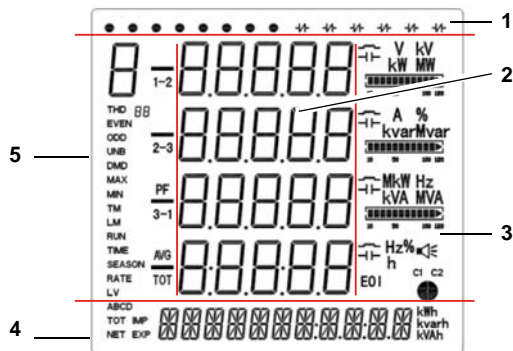 1
V kV
kW MW
1-2
2
THD 88
EVEN
ODD
UNB
DMD
MAX
MIN
TM
LM
RUN
TIME
SEASON
RATE
LV
ABCD
TOT IMP
NET EXP
5
2-3
A %
kvar Mvar
PF
3-1
MkW Hz
kVA MVA
3
AVG
TOT
Hz%
h
EOI
C1 C2
4
kWh
kvarh
kVAh